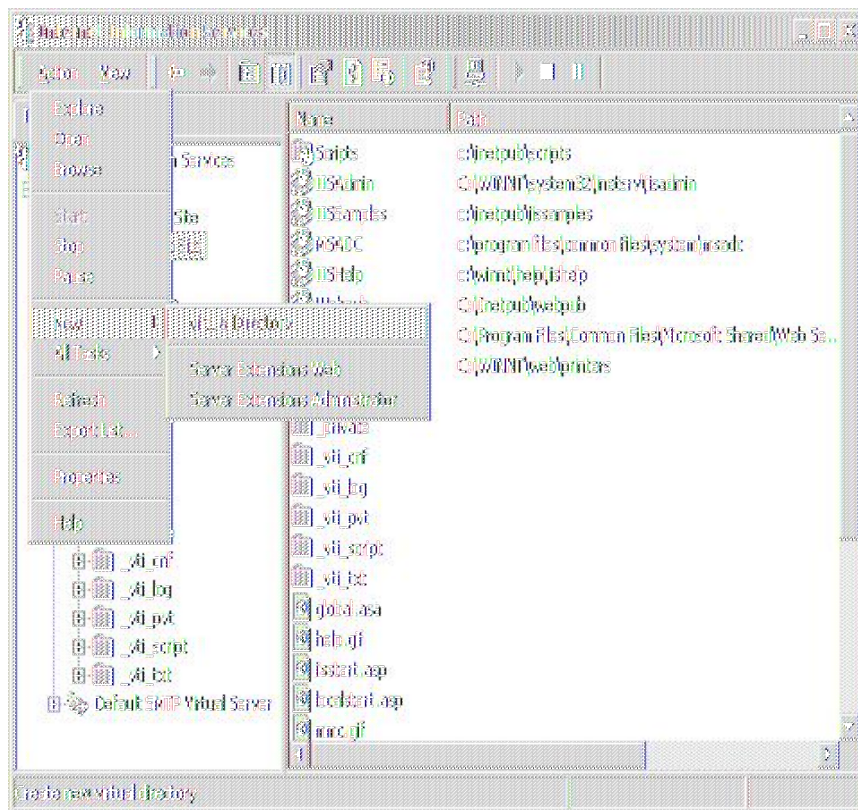 Internet Information Services
Action View
Name Path
Explore
Open
Browse
Start
Stop
Pause
New
All Tasks
Refresh
Export List...
Properties
Help
Virtual Directory
Server Extensions Web
Server Extensions Administrator
Services
Site
Scripts c:\inetpub\scripts
IISAdmin C:\WINNT\system32\inetsrv\iisadmin
IISSamples c:\inetpub\iissamples
MSADC c:\program files\common files\system\msadc
IISHelp c:\winnt\help\iishelp
C:\Inetpub\webpub
C:\Program Files\Common Files\Microsoft Shared\Web Se...
C:\WINNT\web\printers
_private
_vti_cnf
_vti_log
_vti_pvt
_vti_script
_vti_txt
global.asa
help.gif
iisstart.asp
localstart.asp
mmc.gif
_vti_cnf
_vti_log
_vti_pvt
_vti_script
_vti_txt
Default SMTP Virtual Server
Create new virtual directory